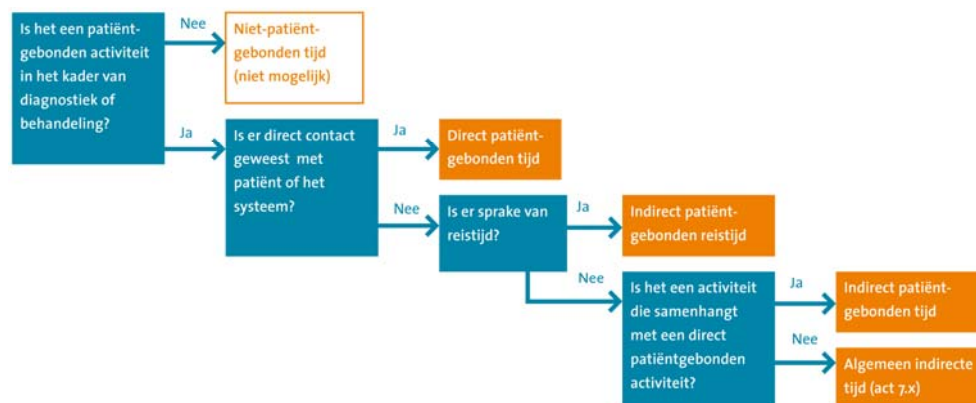 Is het een patiënt-
gebonden activiteit
in het kader van
diagnostiek of
behandeling?
Nee
Niet-patiënt-
gebonden tijd
(niet mogelijk)
Ja
Is er direct contact
geweest met
patiënt of het
systeem?
Ja
Direct patiënt-
gebonden tijd
Nee
Is er sprake van
reistijd?
Ja
Indirect patiënt-
gebonden reistijd
Nee
Is het een activiteit
die samenhangt
met een direct
patiëntgebonden
activiteit?
Ja
Indirect patiënt-
gebonden tijd
Nee
Algemeen indirecte
tijd (act 7.x)